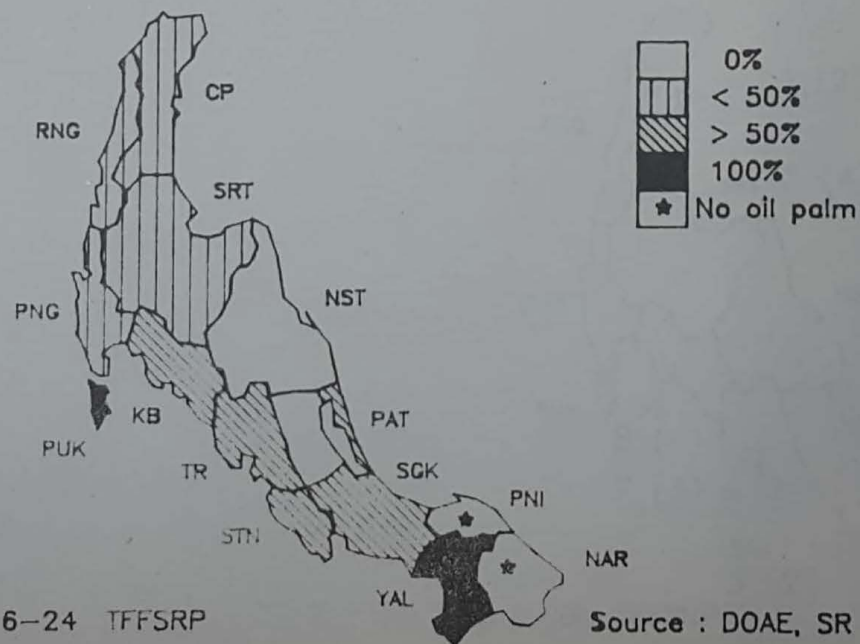 0%
< 50%
> 50%
100%
No oil palm
CP
RNG
SRT
NST
PNG
PUK
KB
PAT
TR
SGK
STN
PNI
NAR
YAL
6-24 TFFSRP
Source : DOAE, SR